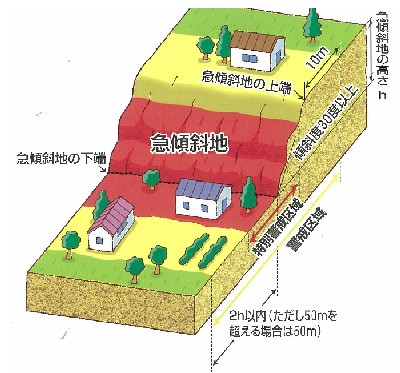 急傾斜地の高さh
10m
急傾斜地の上端
傾斜度30度以上
急傾斜地
急傾斜地の下端
特別警戒区域
警戒区域
2h以内(ただし50mを
超える場合は50m)